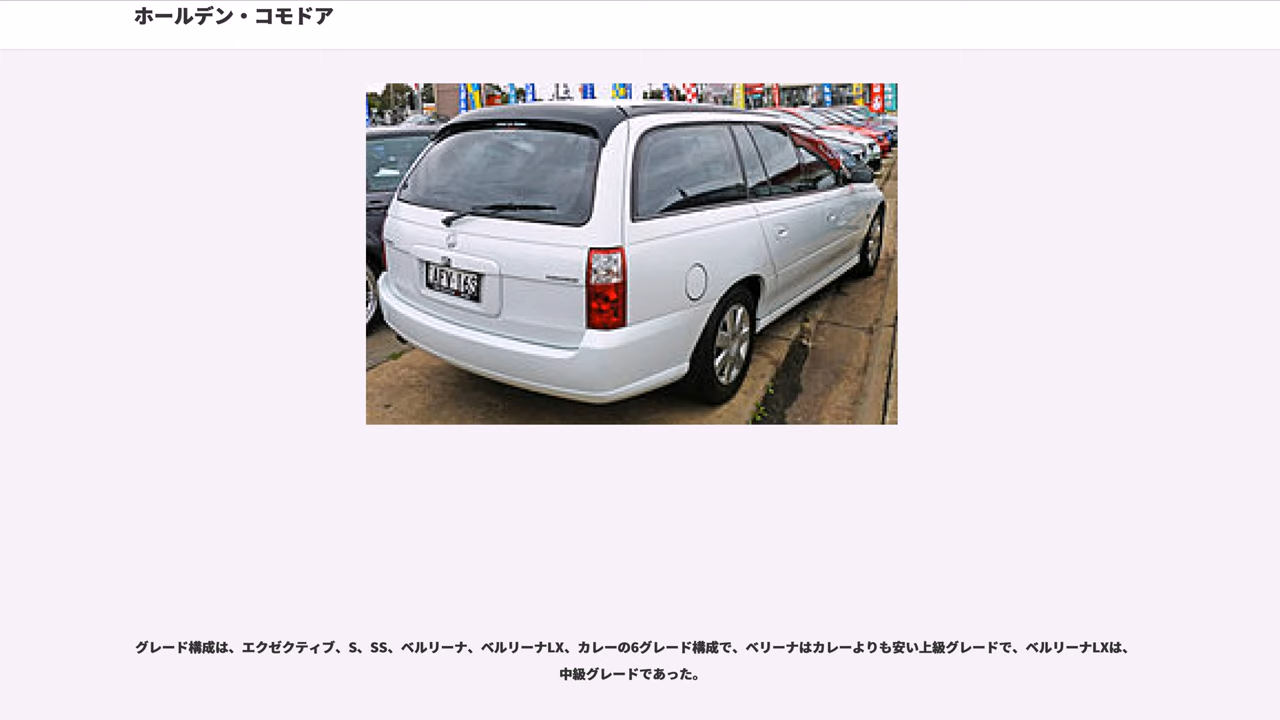 ホールデン・コモドア
グレード構成は、エクゼクティブ、S、SS、ベルリーナ、ベルリーナLX、カレーの6グレード構成で、ベリーナはカレーよりも安い上級グレードで、ベルリーナLXは、
中級グレードであった。